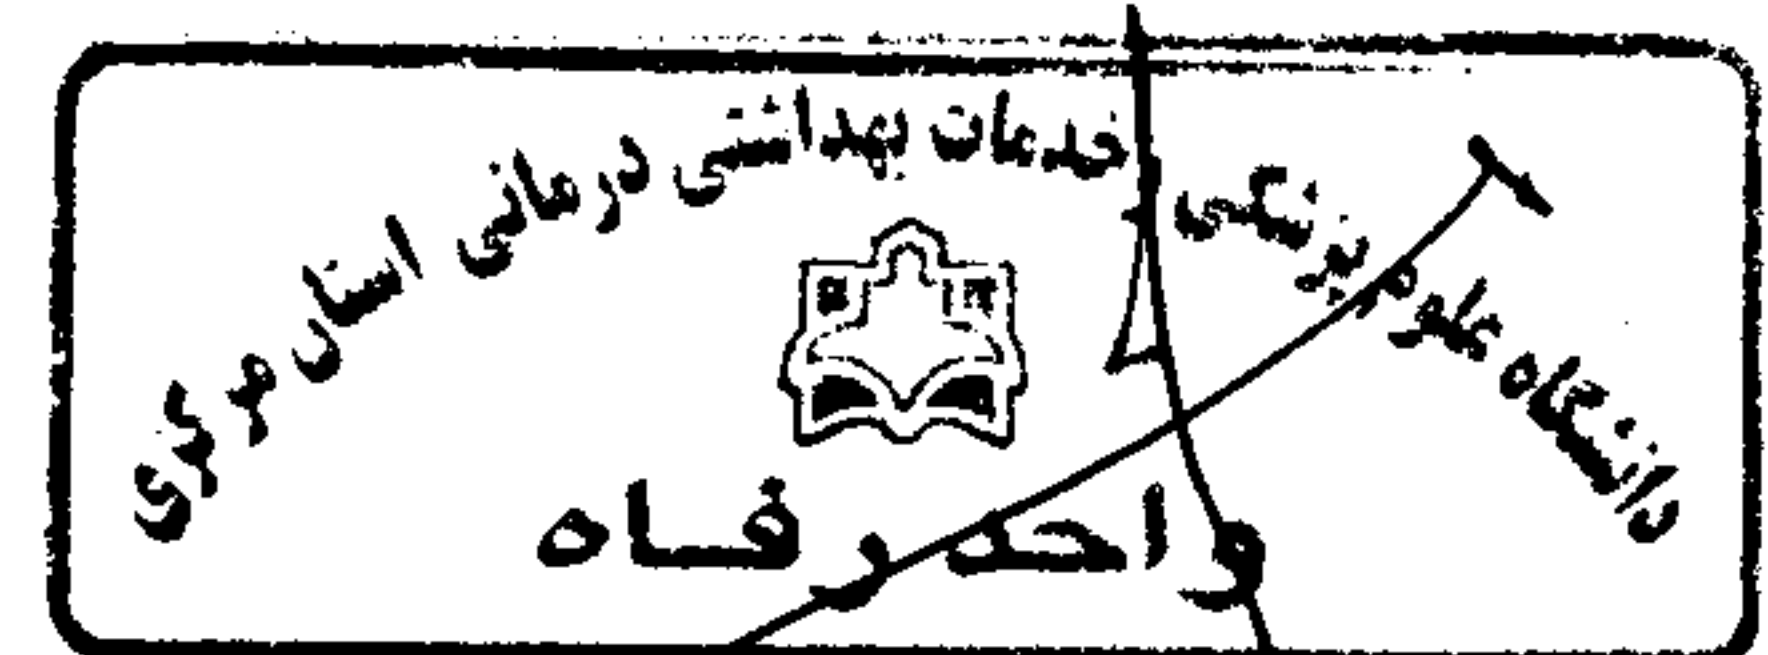 دانشگاه علوم پزشکی و خدمات بهداشتی درمانی استان مرکزی
واحد رفاه